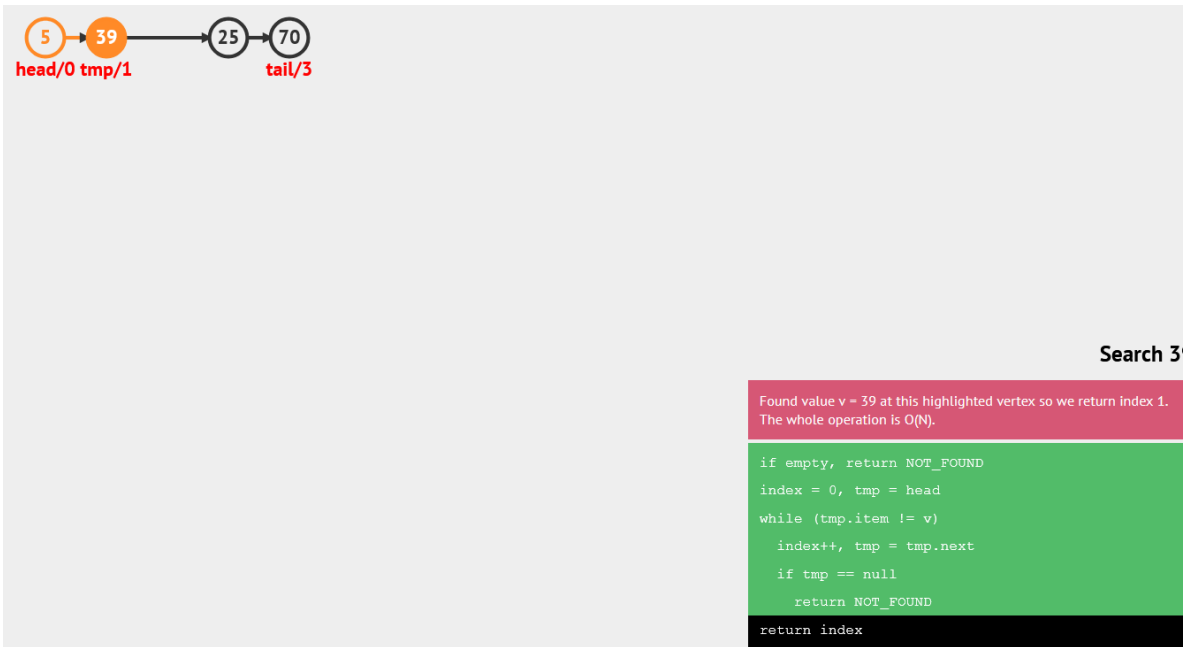 5 39 25 70
head/0 tmp/1 tail/3
Search 39
Found value v = 39 at this highlighted vertex so we return index 1.
The whole operation is O(N).
if empty, return NOT_FOUND
index = 0, tmp = head
while (tmp.item != v)
index++, tmp = tmp.next
if tmp == null
return NOT_FOUND
return index